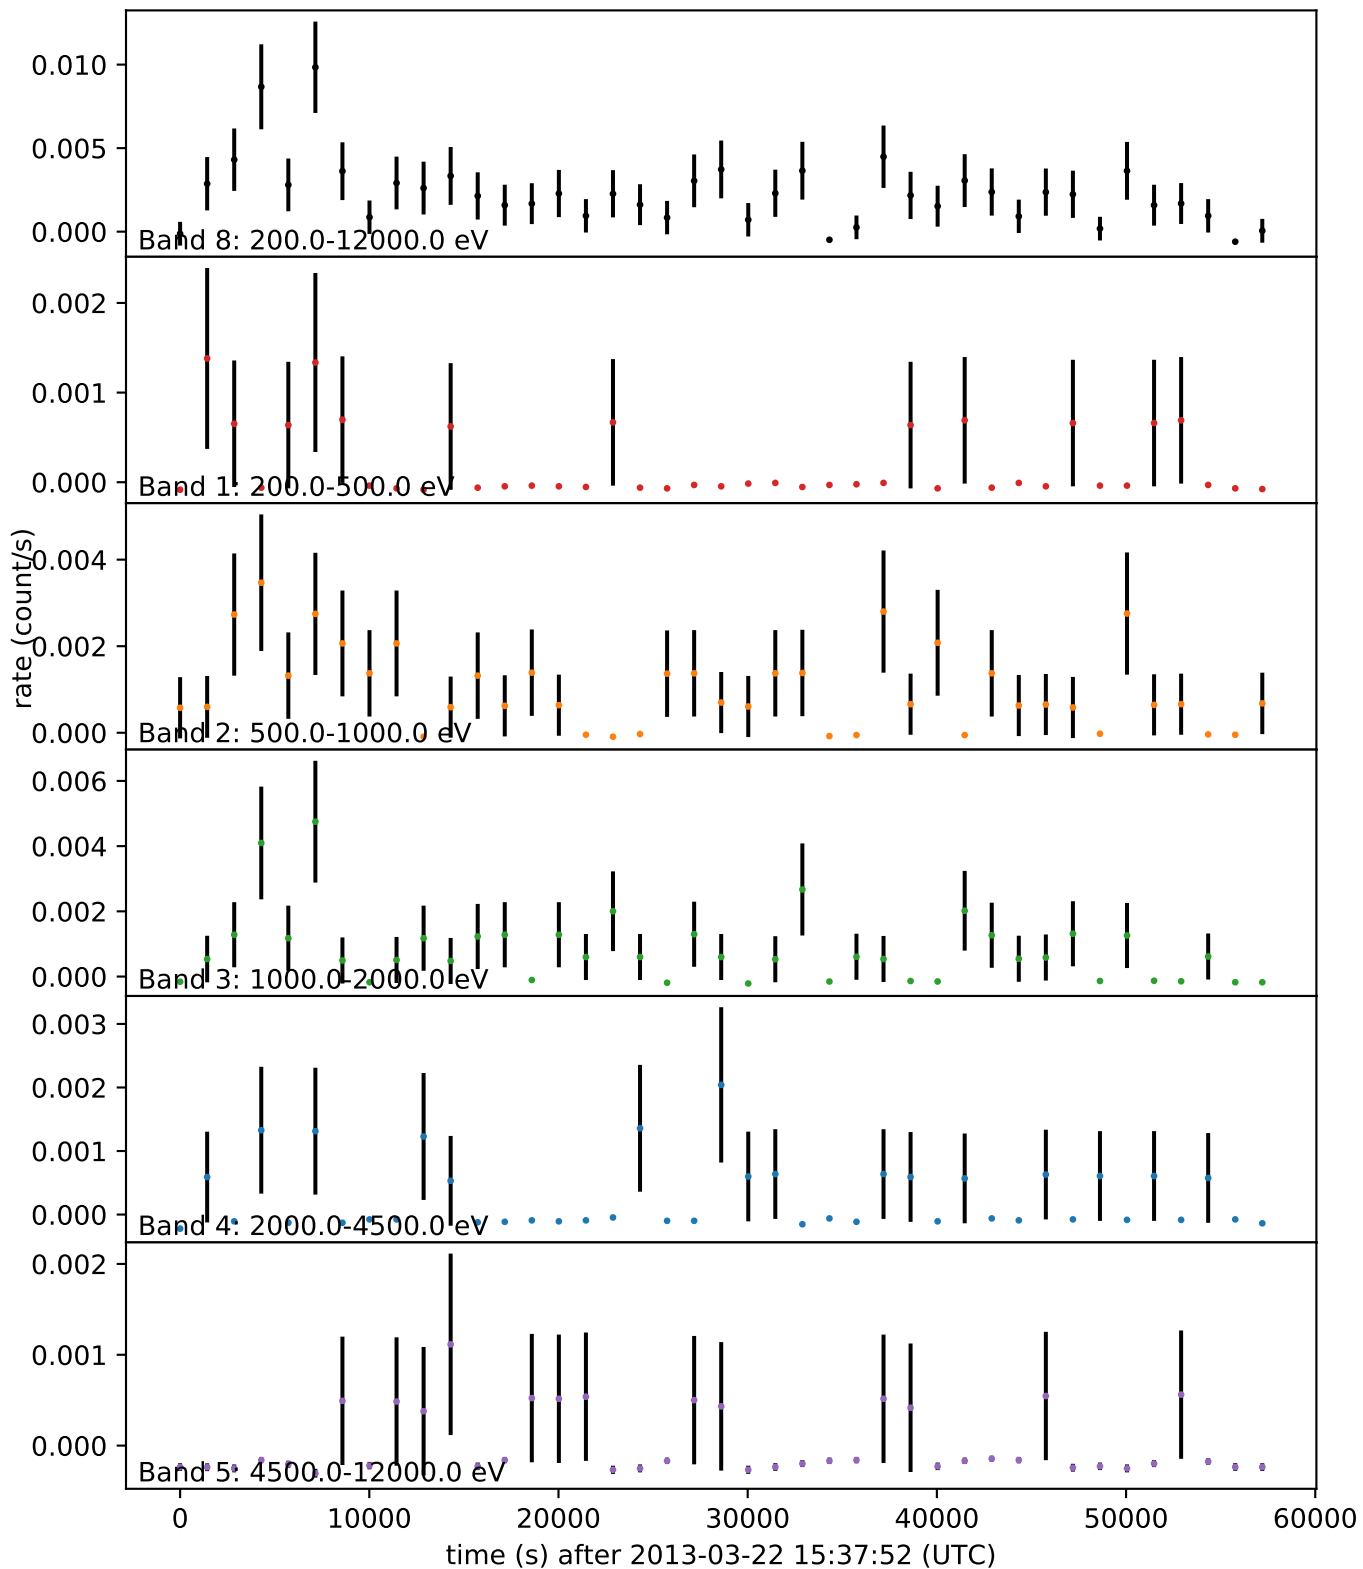 0.010
0.005
0.000
Band 8: 200.0-12000.0 eV
0.002
0.001
0.000
Band 1: 200.0-500.0 eV
rate (count/s)
0.004
0.002
0.000
Band 2: 500.0-1000.0 eV
0.006
0.004
0.002
0.000
Band 3: 1000.0-2000.0 eV
0.003
0.002
0.001
0.000
Band 4: 2000.0-4500.0 eV
0.002
0.001
0.000
Band 5: 4500.0-12000.0 eV
0 10000 20000 30000 40000 50000 60000
time (s) after 2013-03-22 15:37:52 (UTC)